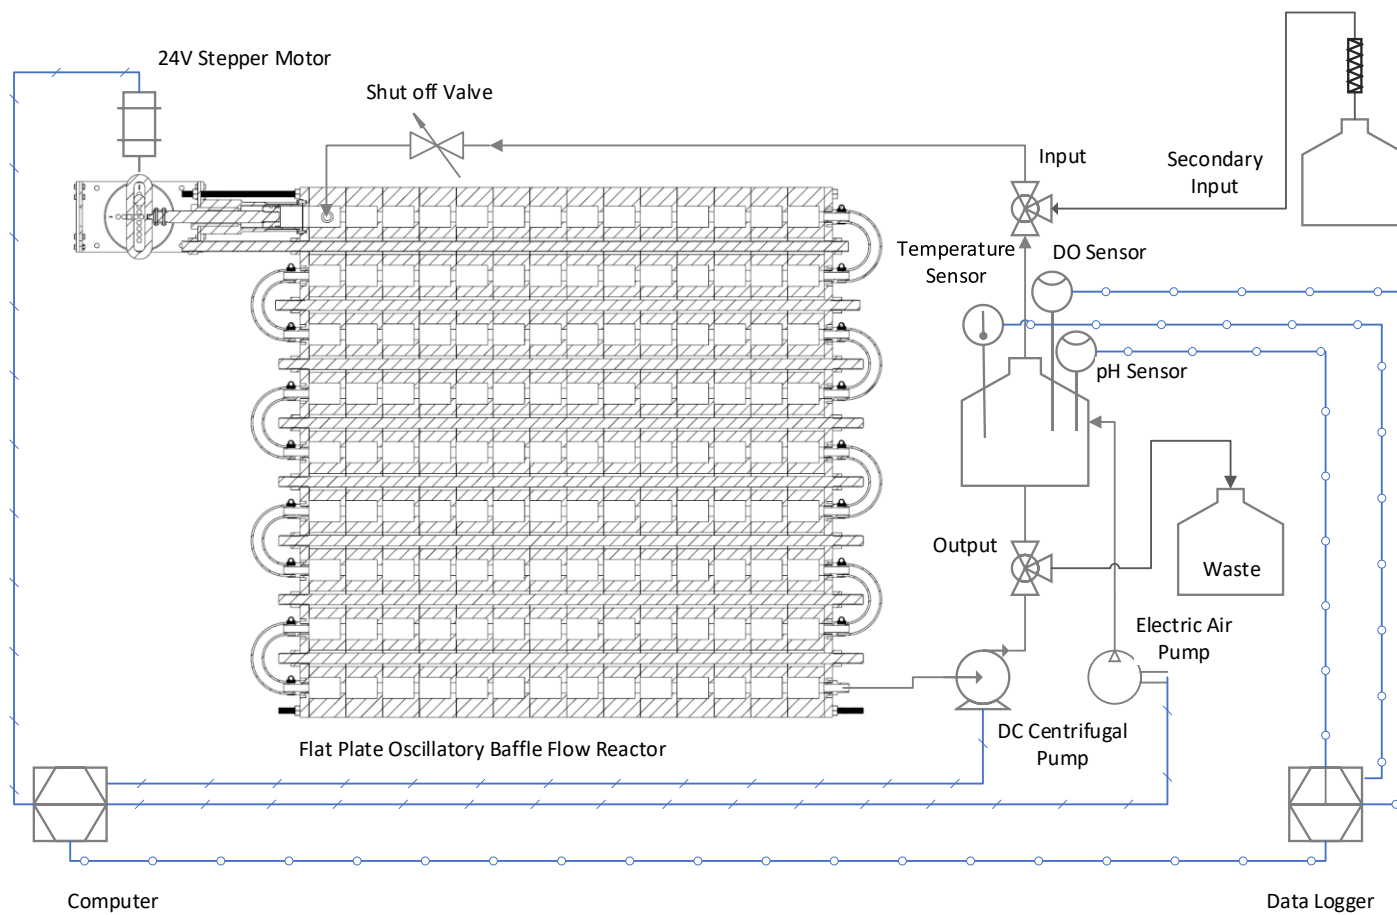 24V Stepper Motor
Shut off Valve
Input
Secondary
Input
Temperature
Sensor
DO Sensor
pH Sensor
Output
Waste
Electric Air
Pump
DC Centrifugal
Pump
Flat Plate Oscillatory Baffle Flow Reactor
Computer
Data Logger